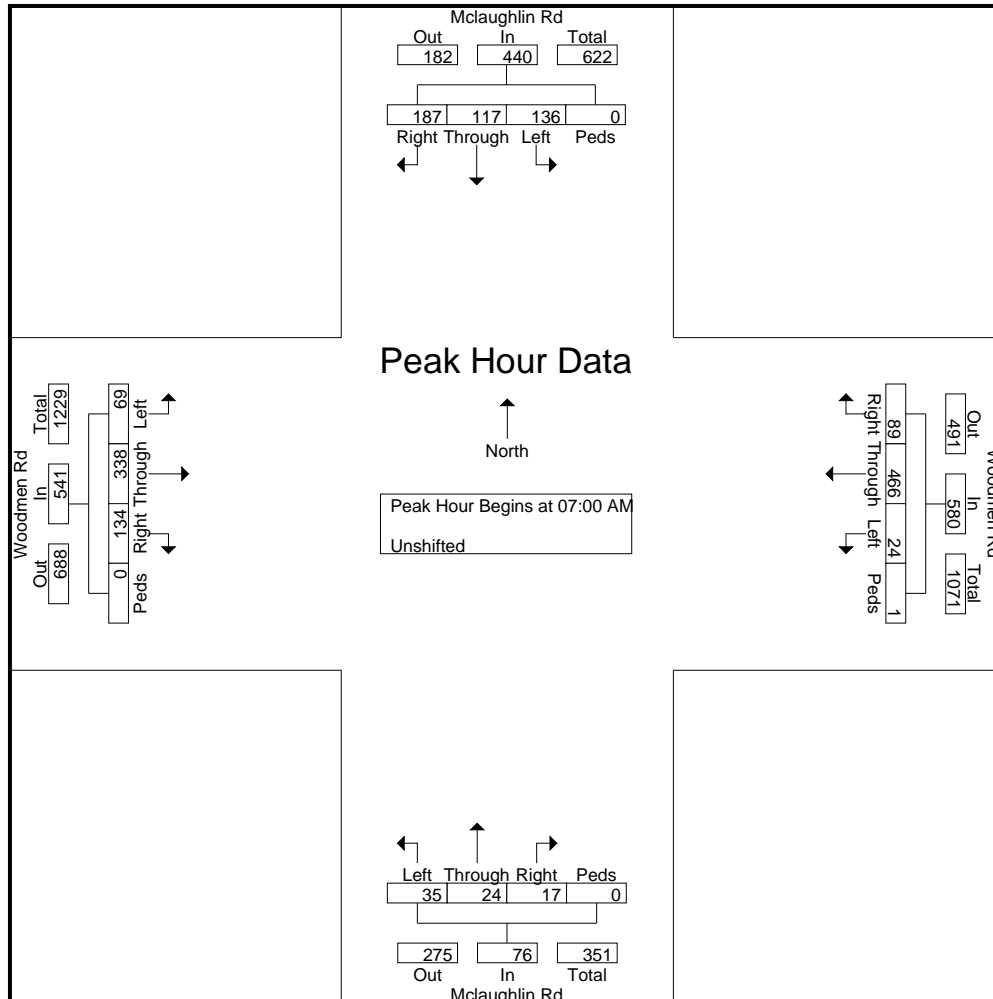 Mclaughlin Rd
Out In Total
182 440 622
187 117 136 0
Right Through Left Peds
Peak Hour Data
North
Peak Hour Begins at 07:00 AM
Unshifted
Woodmen Rd
Total In Out
1229 541 688
69 338 134 0
Left Through Right Peds
Right Through Left Peds
89 466 24 1
Out In Total
491 580 1071
Woodmen Rd
Left Through Right Peds
35 24 17 0
275 76 351
Out In Total
Mclaughlin Rd